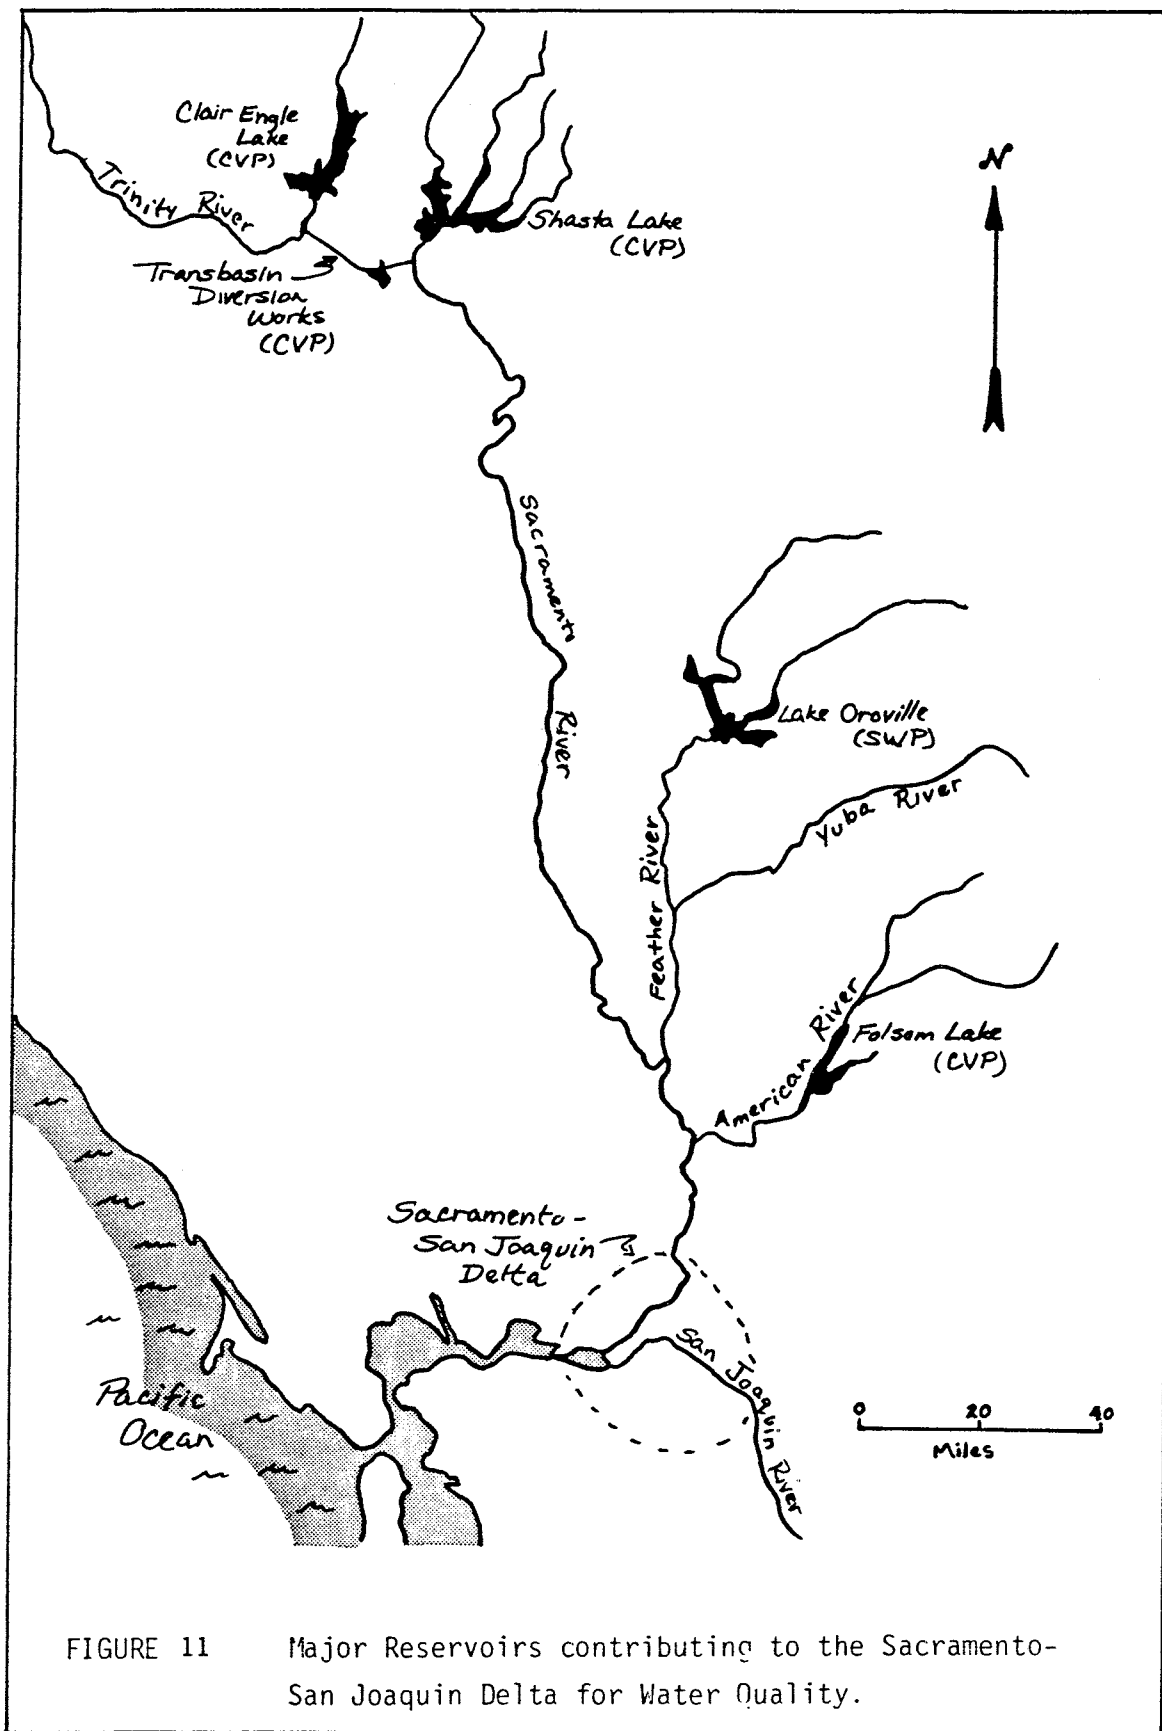 Clair Engle
Lake
(CVP)
N
Trinity River
Shasta Lake
(CVP)
Transbasin
Diversion
Works
(CVP)
Sacramento River
Lake Oroville
(SWP)
Yuba River
Feather River
American River
Folsom Lake
(CVP)
Sacramento-
San Joaquin
Delta
San Joaquin River
Pacific
Ocean
0 20 40
Miles
FIGURE 11 Major Reservoirs contributing to the Sacramento-
San Joaquin Delta for Water Quality.